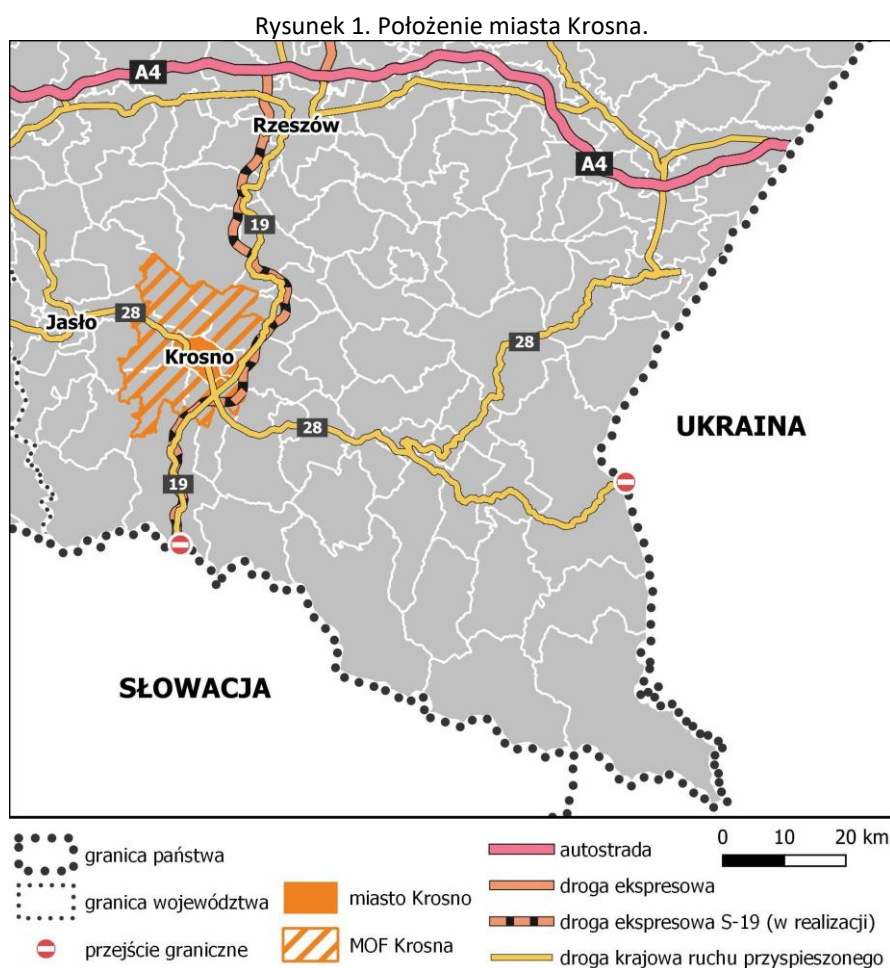 Rysunek 1. Położenie miasta Krosna.
A4
Rzeszów
A4
19
28
Jasło
28
Krosno
28
UKRAINA
19
SŁOWACJA
granica państwa
granica województwa
przejście graniczne
miasto Krosno
MOF Krosna
autostrada
droga ekspresowa
droga ekspresowa S-19 (w realizacji)
droga krajowa ruchu przyspieszonego
0 10 20 km